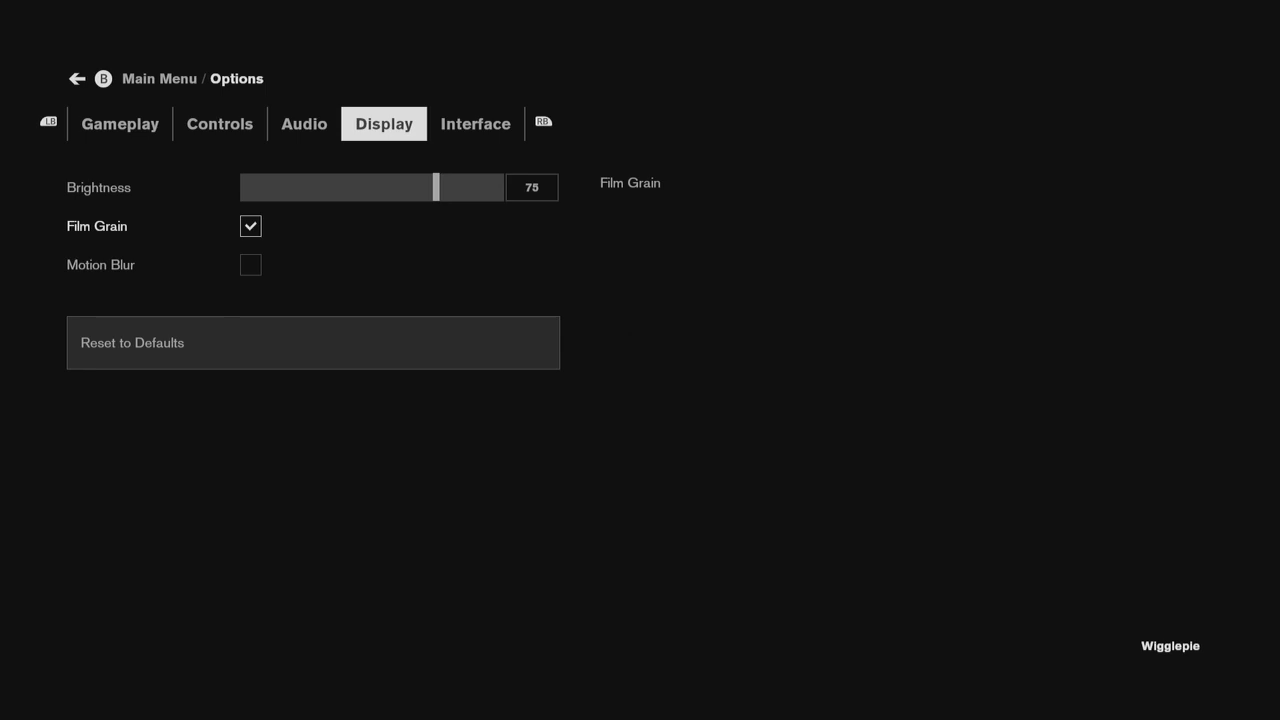 B Main Menu / Options
LB Gameplay Controls Audio Display Interface RB
Brightness 75
Film Grain
Film Grain
Motion Blur
Reset to Defaults
Wigglepie